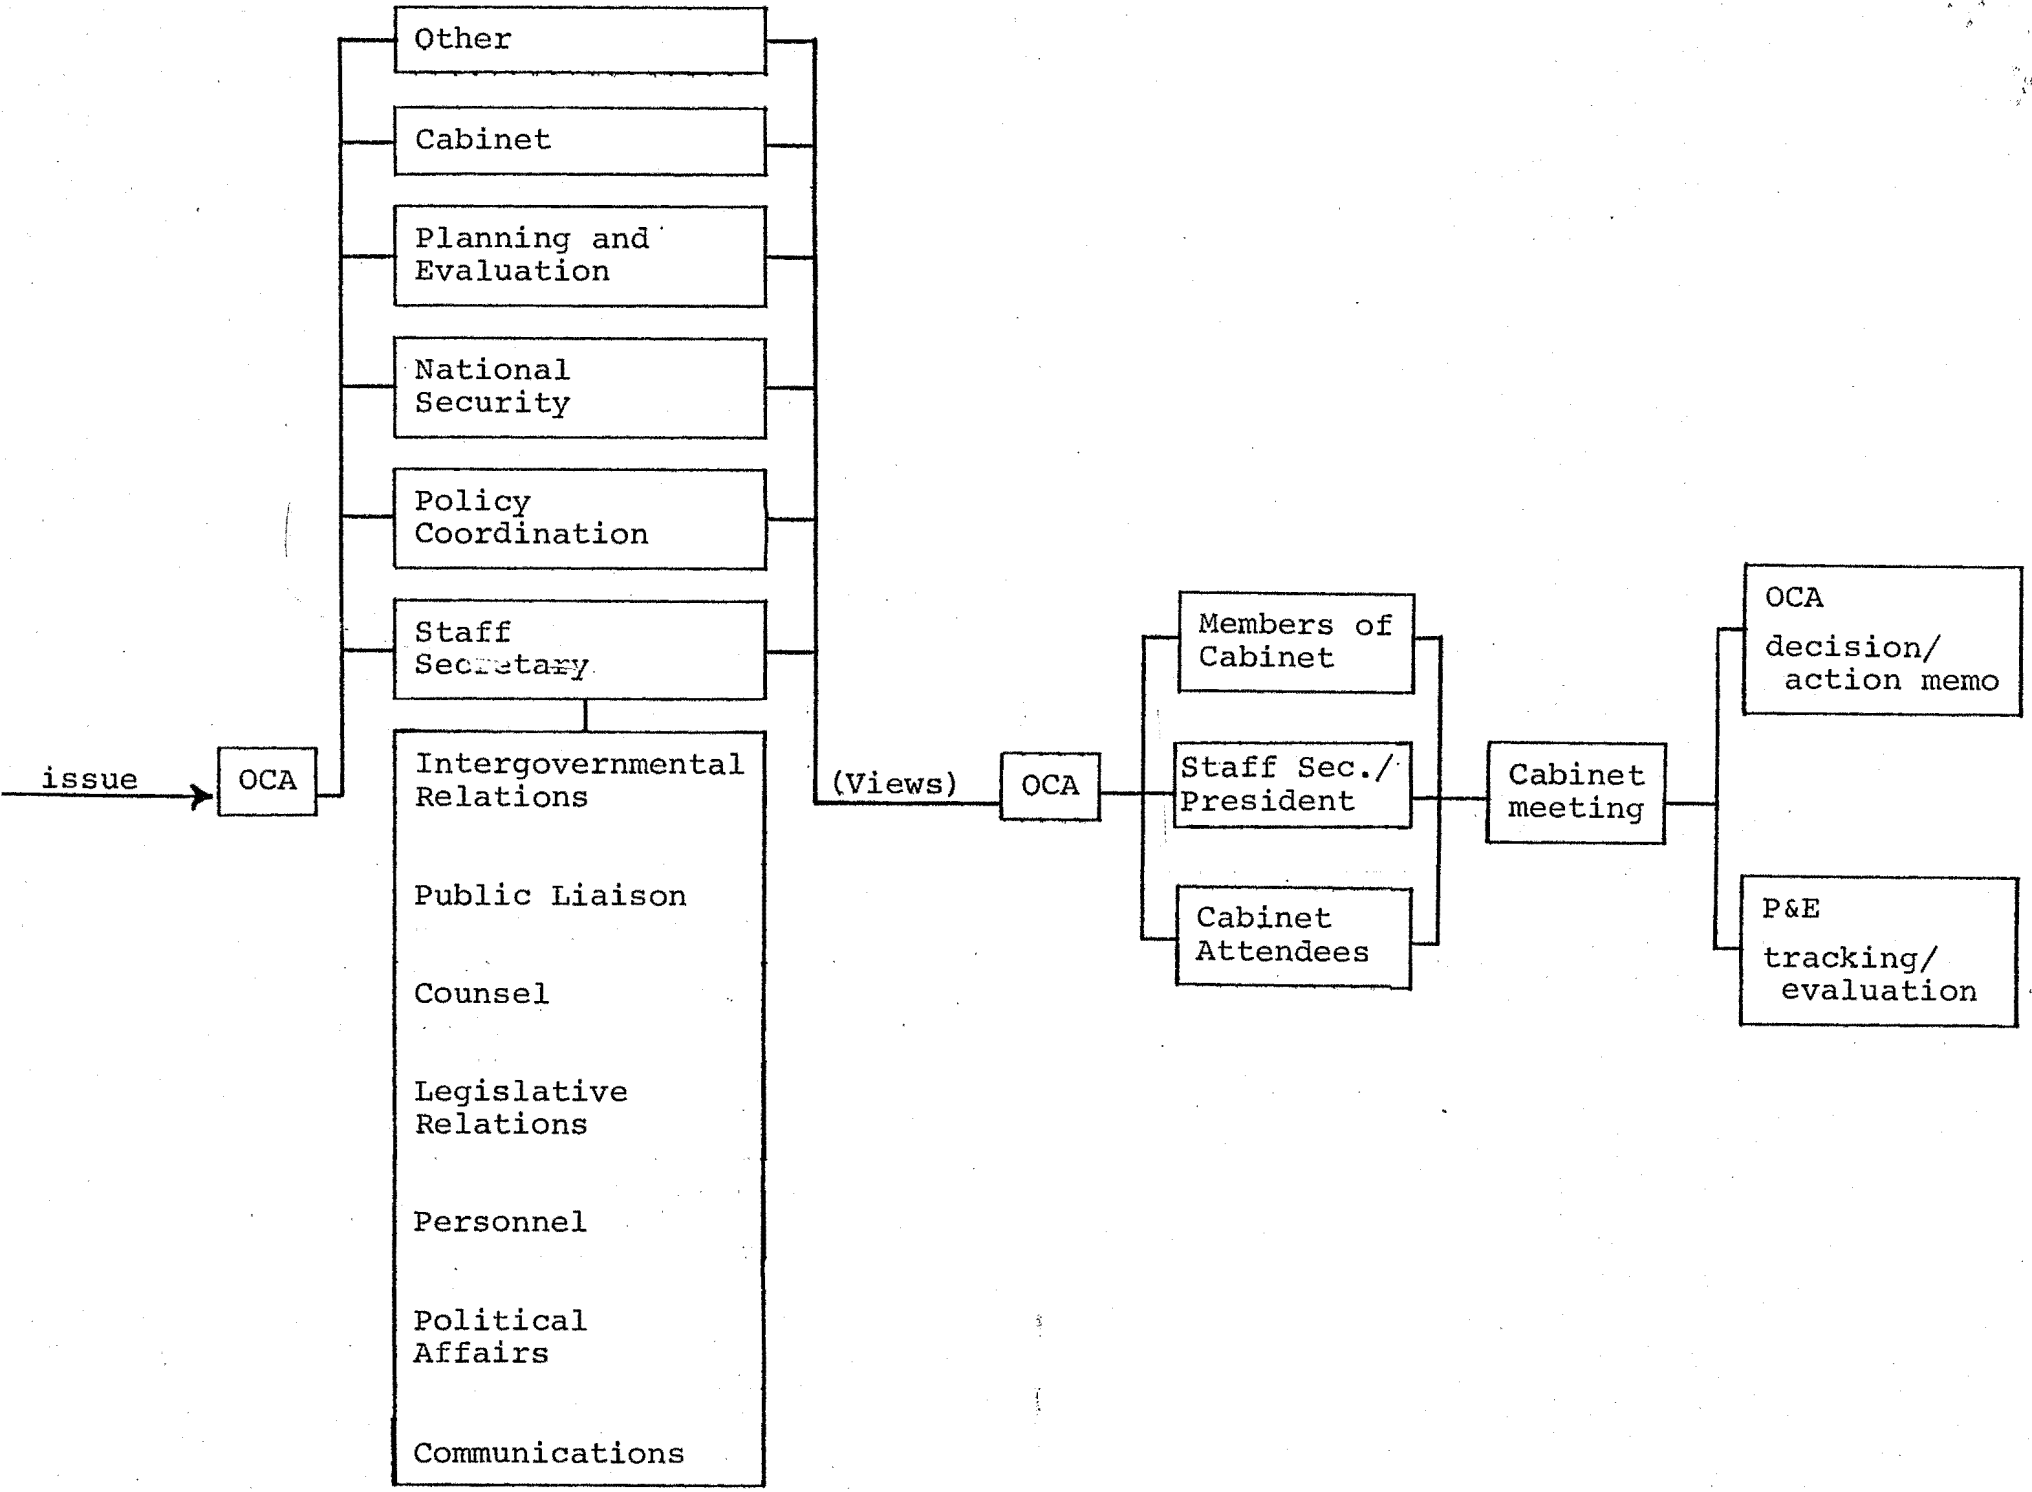 Other
Cabinet
Planning and
Evaluation
National
Security
Policy
Coordination
Staff
Secretary
issue
OCA
Intergovernmental
Relations
Public Liaison
Counsel
Legislative
Relations
Personnel
Political
Affairs
Communications
(Views)
OCA
Members of
Cabinet
Staff Sec./
President
Cabinet
Attendees
Cabinet
meeting
OCA
decision/
action memo
P&E
tracking/
evaluation